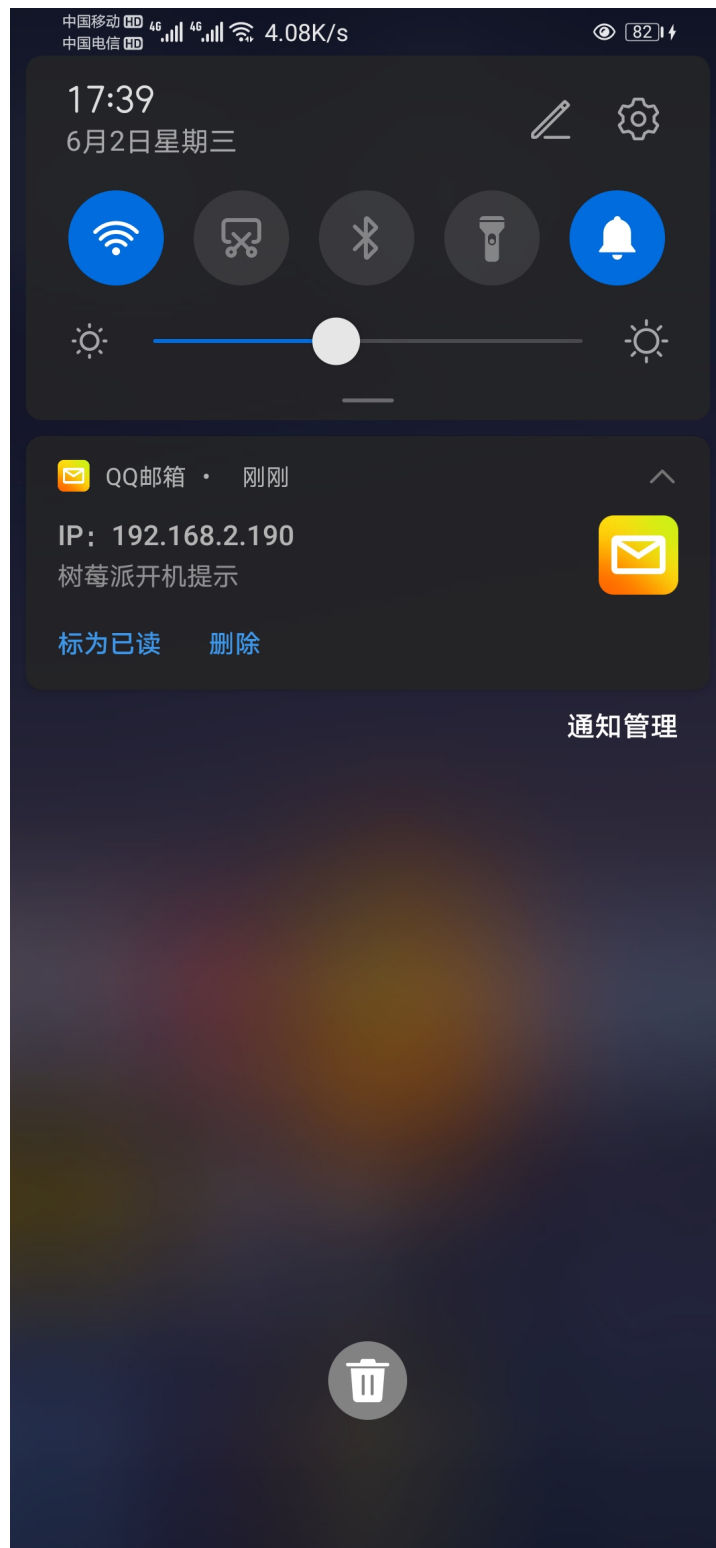 中国移动 HD 4G 4G 4.08K/s 82
中国电信 HD
17:39
6月2日星期三
QQ邮箱 · 刚刚
IP：192.168.2.190
树莓派开机提示
标为已读 删除
通知管理